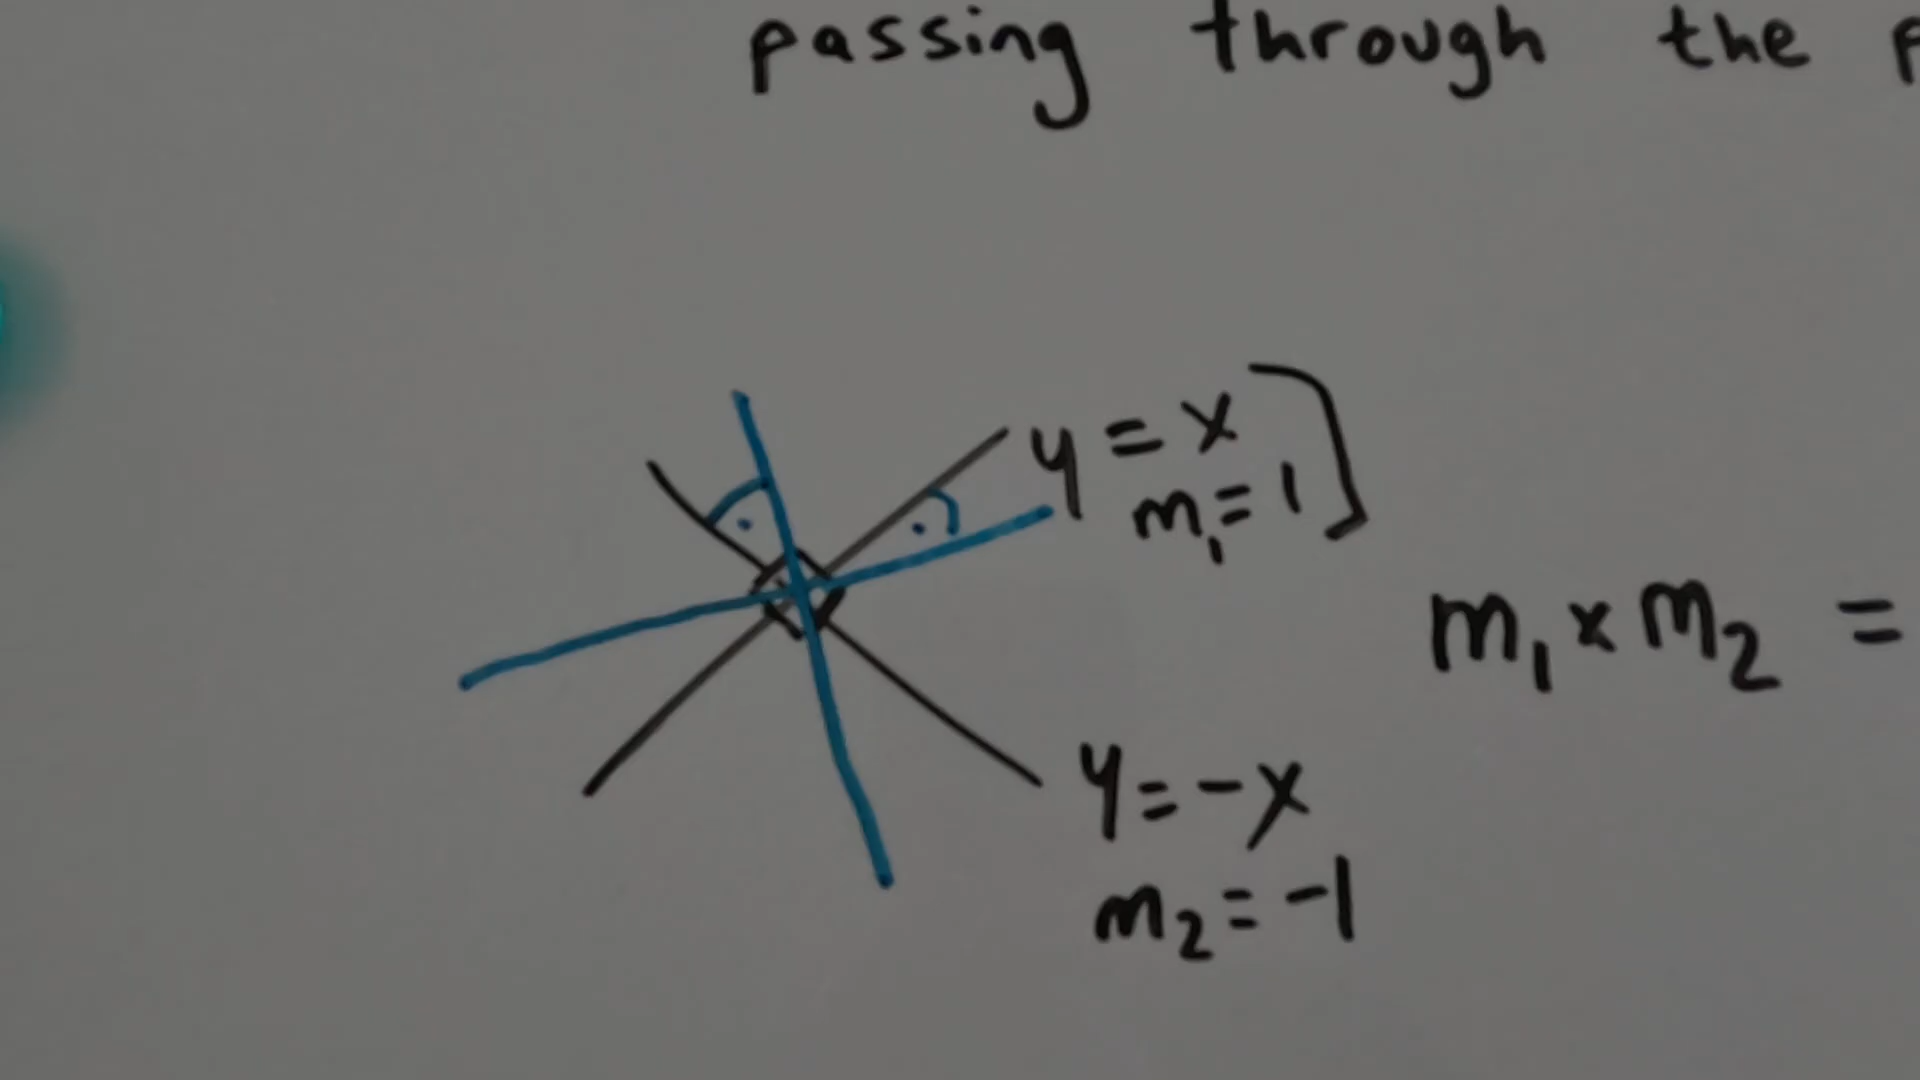 passing through the
y = x
m₁ = 1
m₁ x m₂ =
y = -x
m₂ = -1